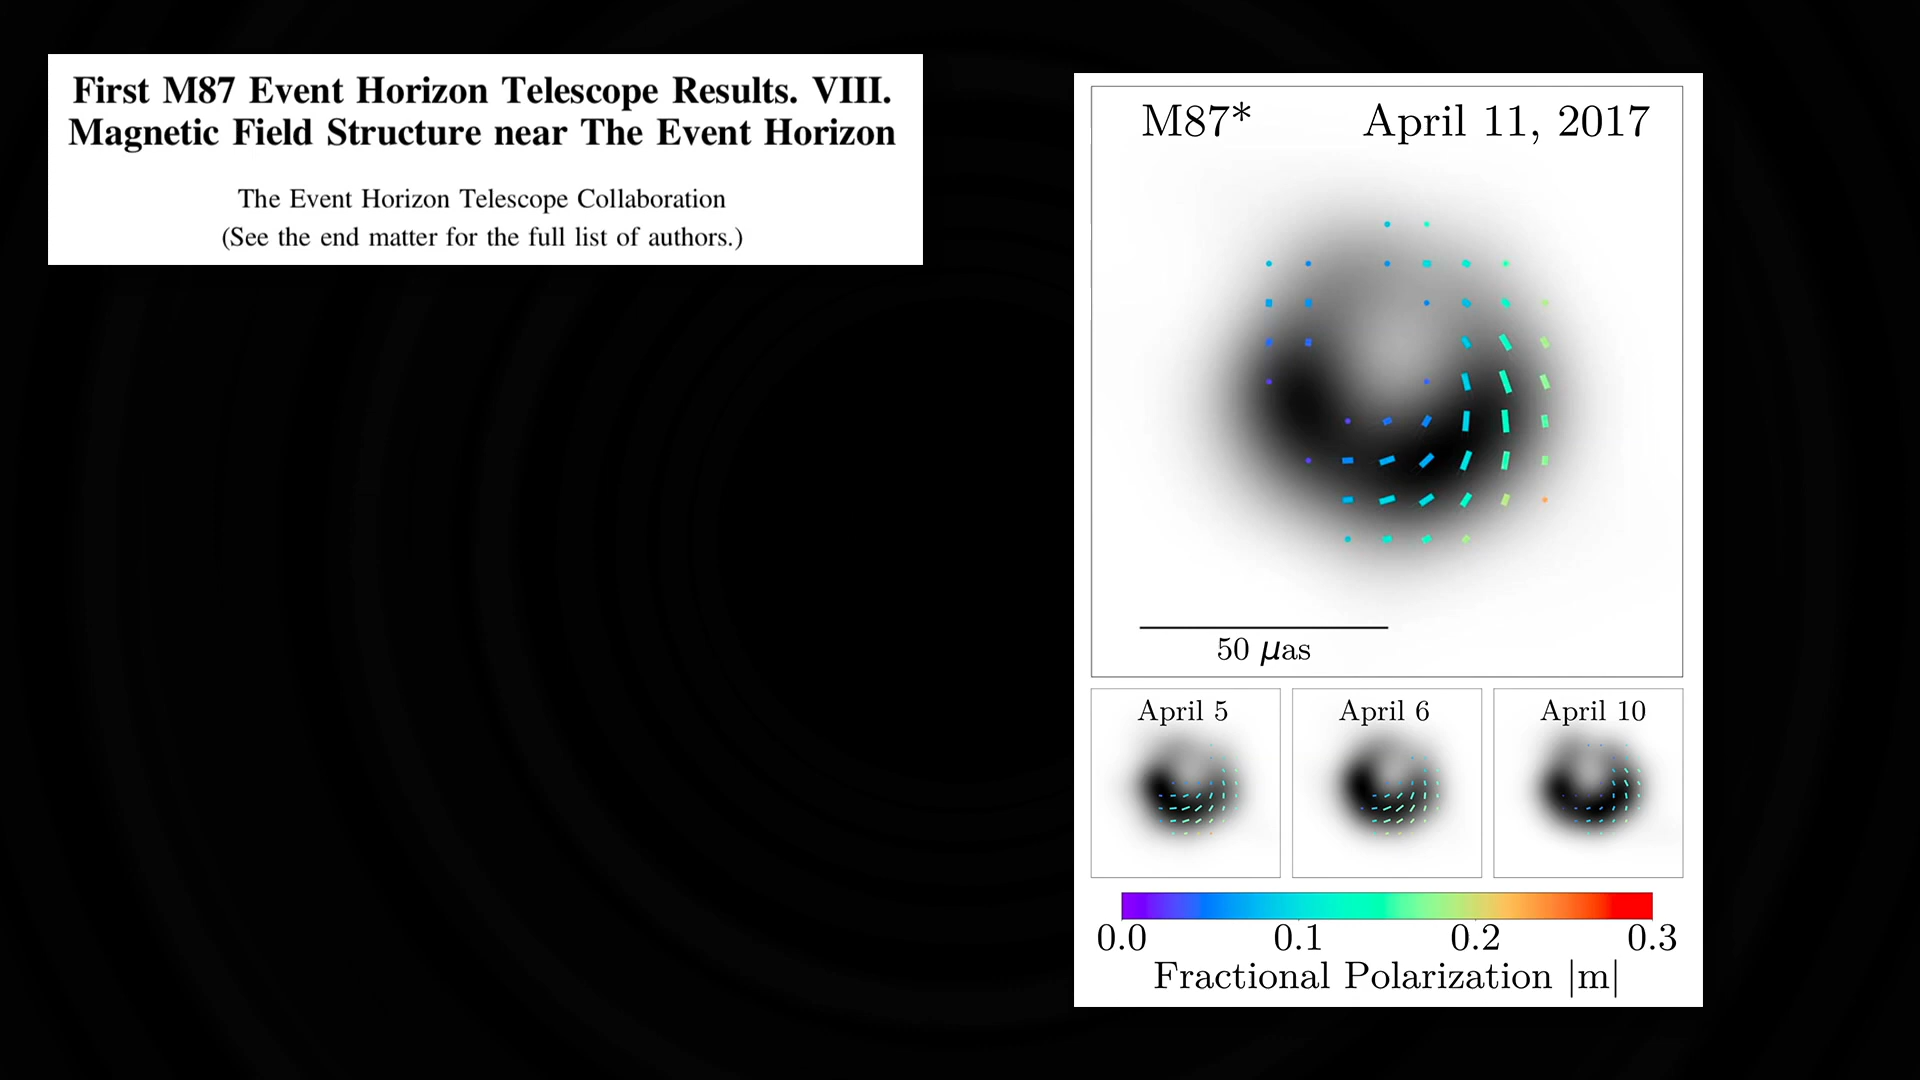 First M87 Event Horizon Telescope Results. VIII.
Magnetic Field Structure near The Event Horizon
The Event Horizon Telescope Collaboration
(See the end matter for the full list of authors.)
M87* April 11, 2017
50 μas
April 5 April 6 April 10
0.0 0.1 0.2 0.3
Fractional Polarization |m|